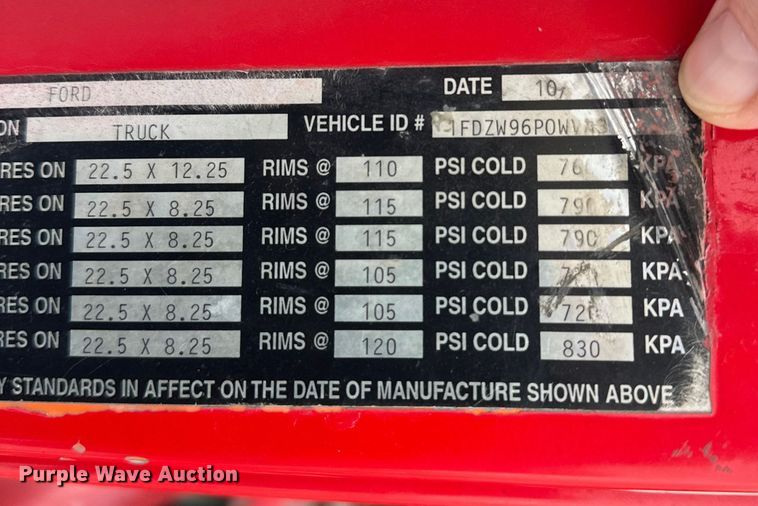 FORD DATE 10/
ON TRUCK VEHICLE ID # 1FDZW96P0WVA3
RES ON 22.5 X 12.25 RIMS @ 110 PSI COLD 760 KPA
RES ON 22.5 X 8.25 RIMS @ 115 PSI COLD 790 KPA
RES ON 22.5 X 8.25 RIMS @ 115 PSI COLD 790 KPA
RES ON 22.5 X 8.25 RIMS @ 105 PSI COLD KPA
RES ON 22.5 X 8.25 RIMS @ 105 PSI COLD 720 KPA
RES ON 22.5 X 8.25 RIMS @ 120 PSI COLD 830 KPA
Y STANDARDS IN AFFECT ON THE DATE OF MANUFACTURE SHOWN ABOVE
Purple Wave Auction